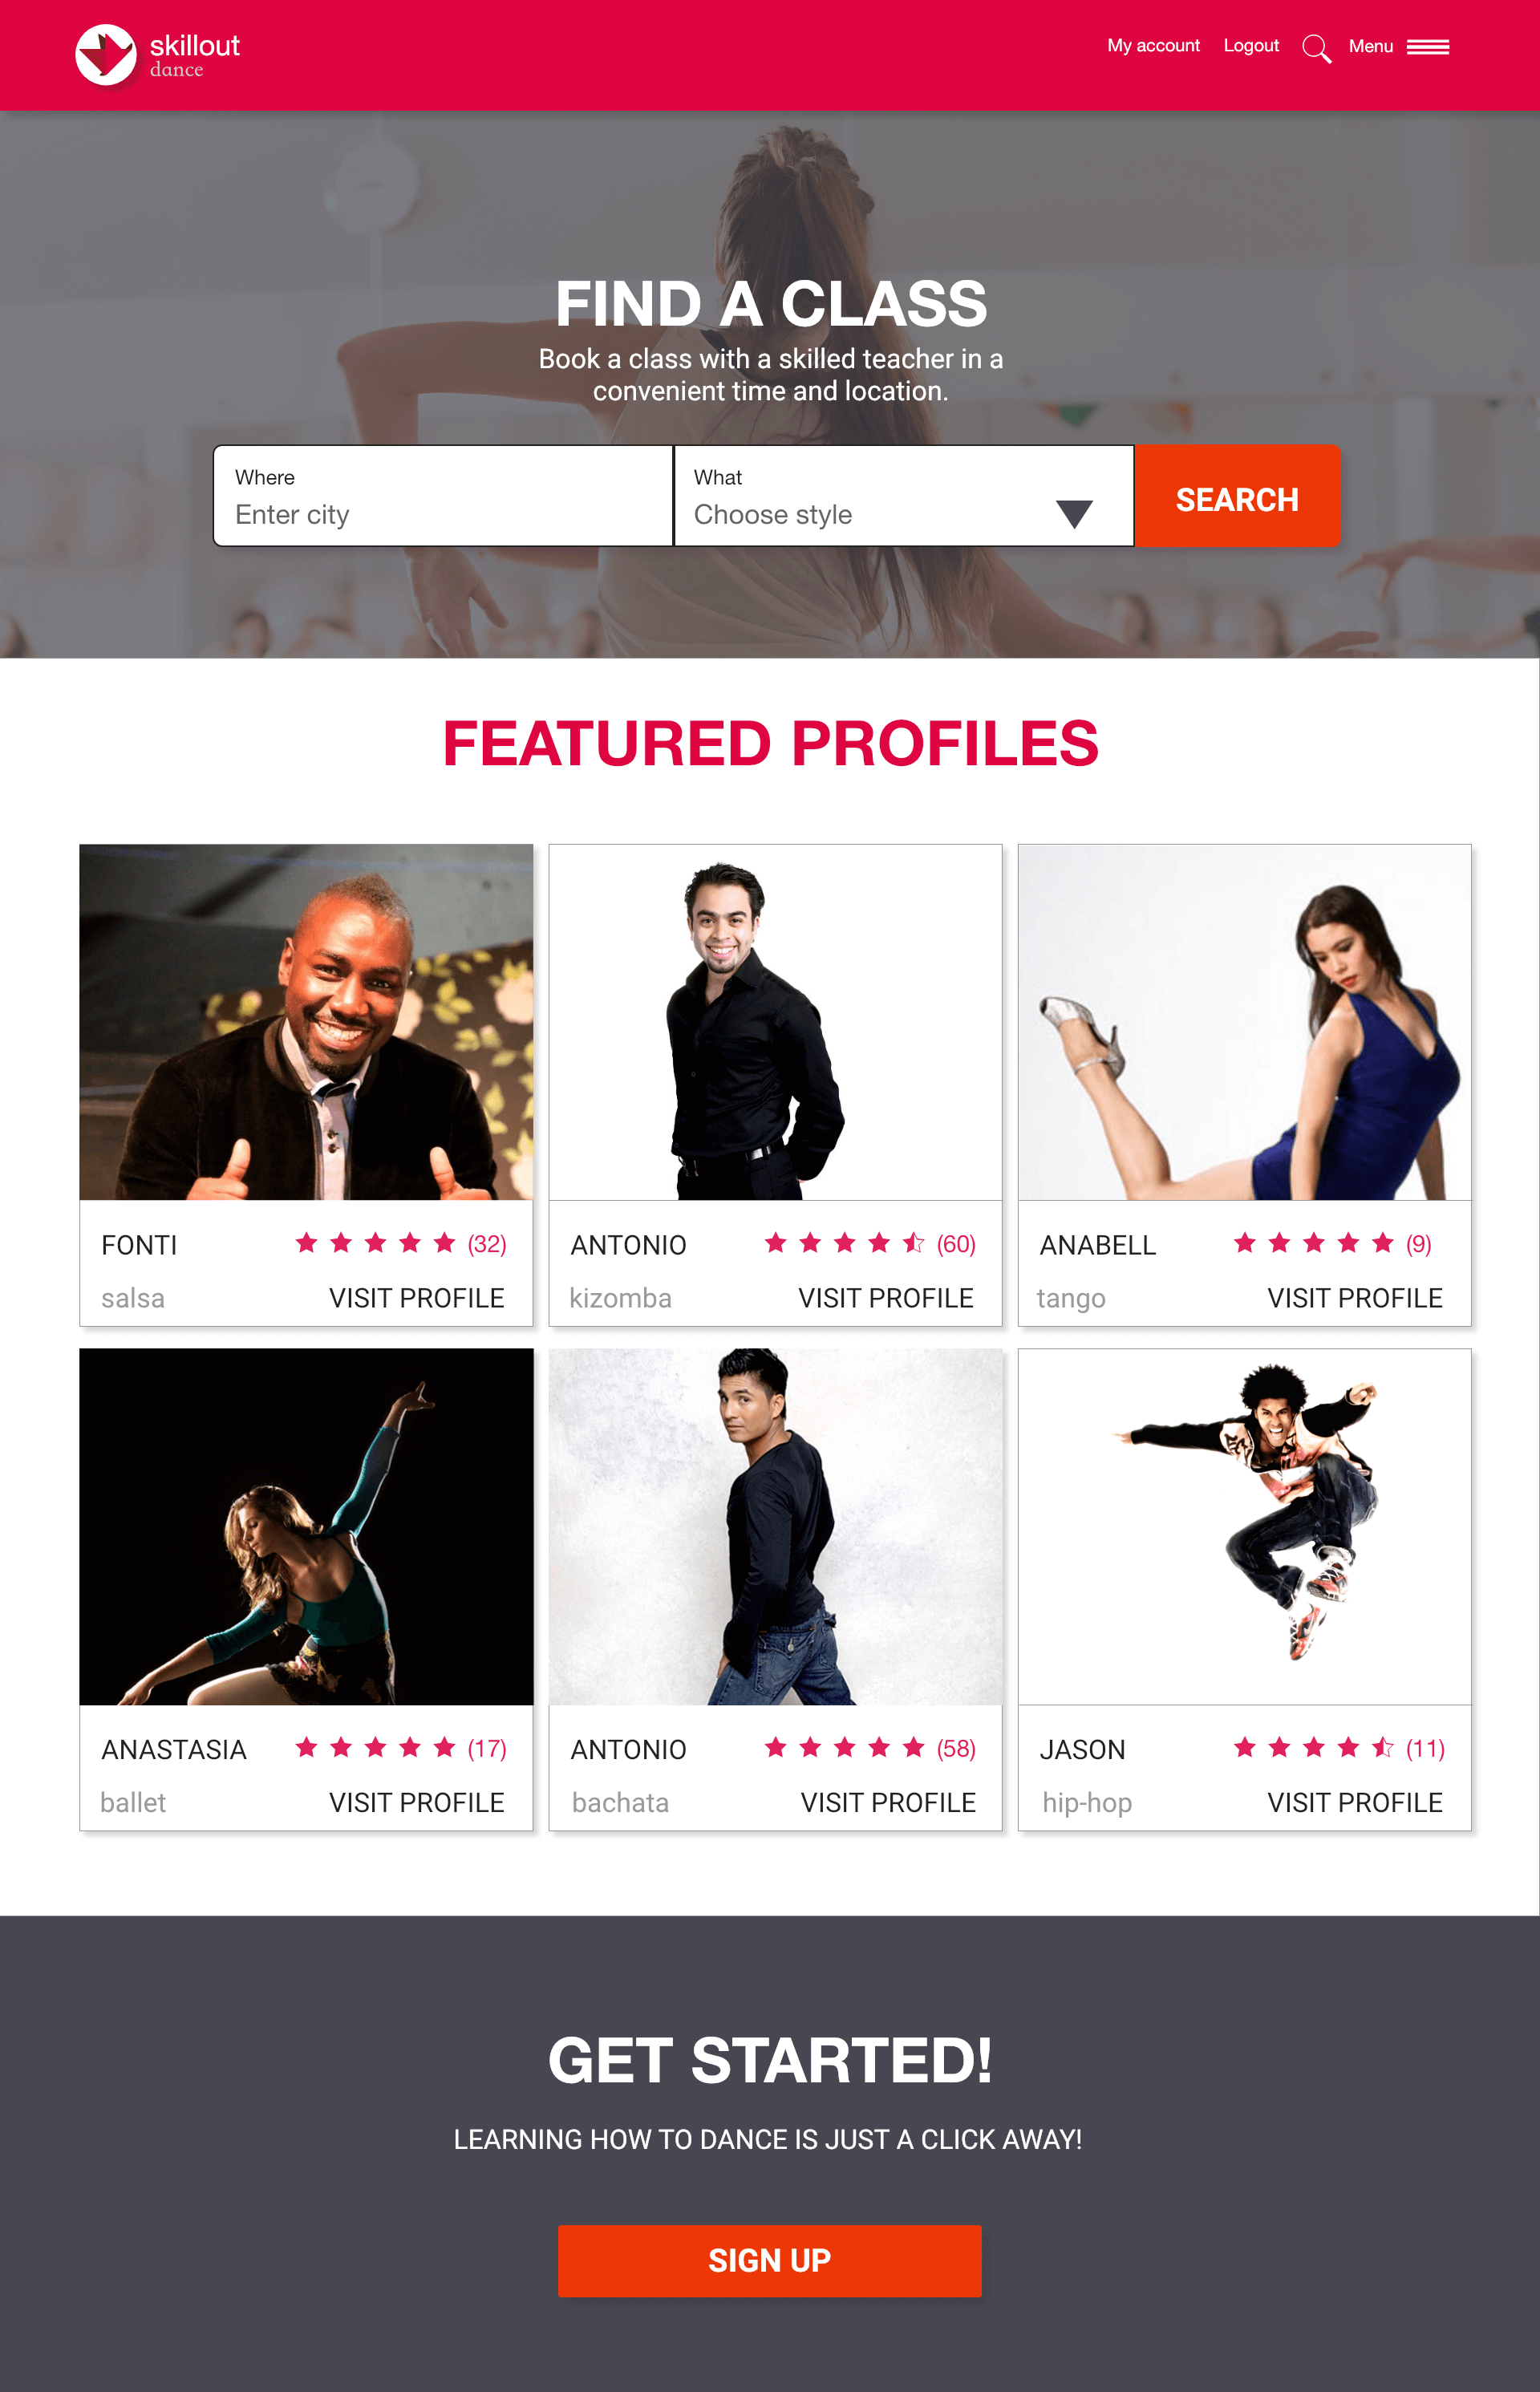 skillout
dance
My account
Logout
Menu
FIND A CLASS
Book a class with a skilled teacher in a
convenient time and location.
Where
Enter city
What
Choose style
SEARCH
FEATURED PROFILES
FONTI (32)
salsa VISIT PROFILE
ANTONIO (60)
kizomba VISIT PROFILE
ANABELL (9)
tango VISIT PROFILE
ANASTASIA (17)
ballet VISIT PROFILE
ANTONIO (58)
bachata VISIT PROFILE
JASON (11)
hip-hop VISIT PROFILE
GET STARTED!
LEARNING HOW TO DANCE IS JUST A CLICK AWAY!
SIGN UP